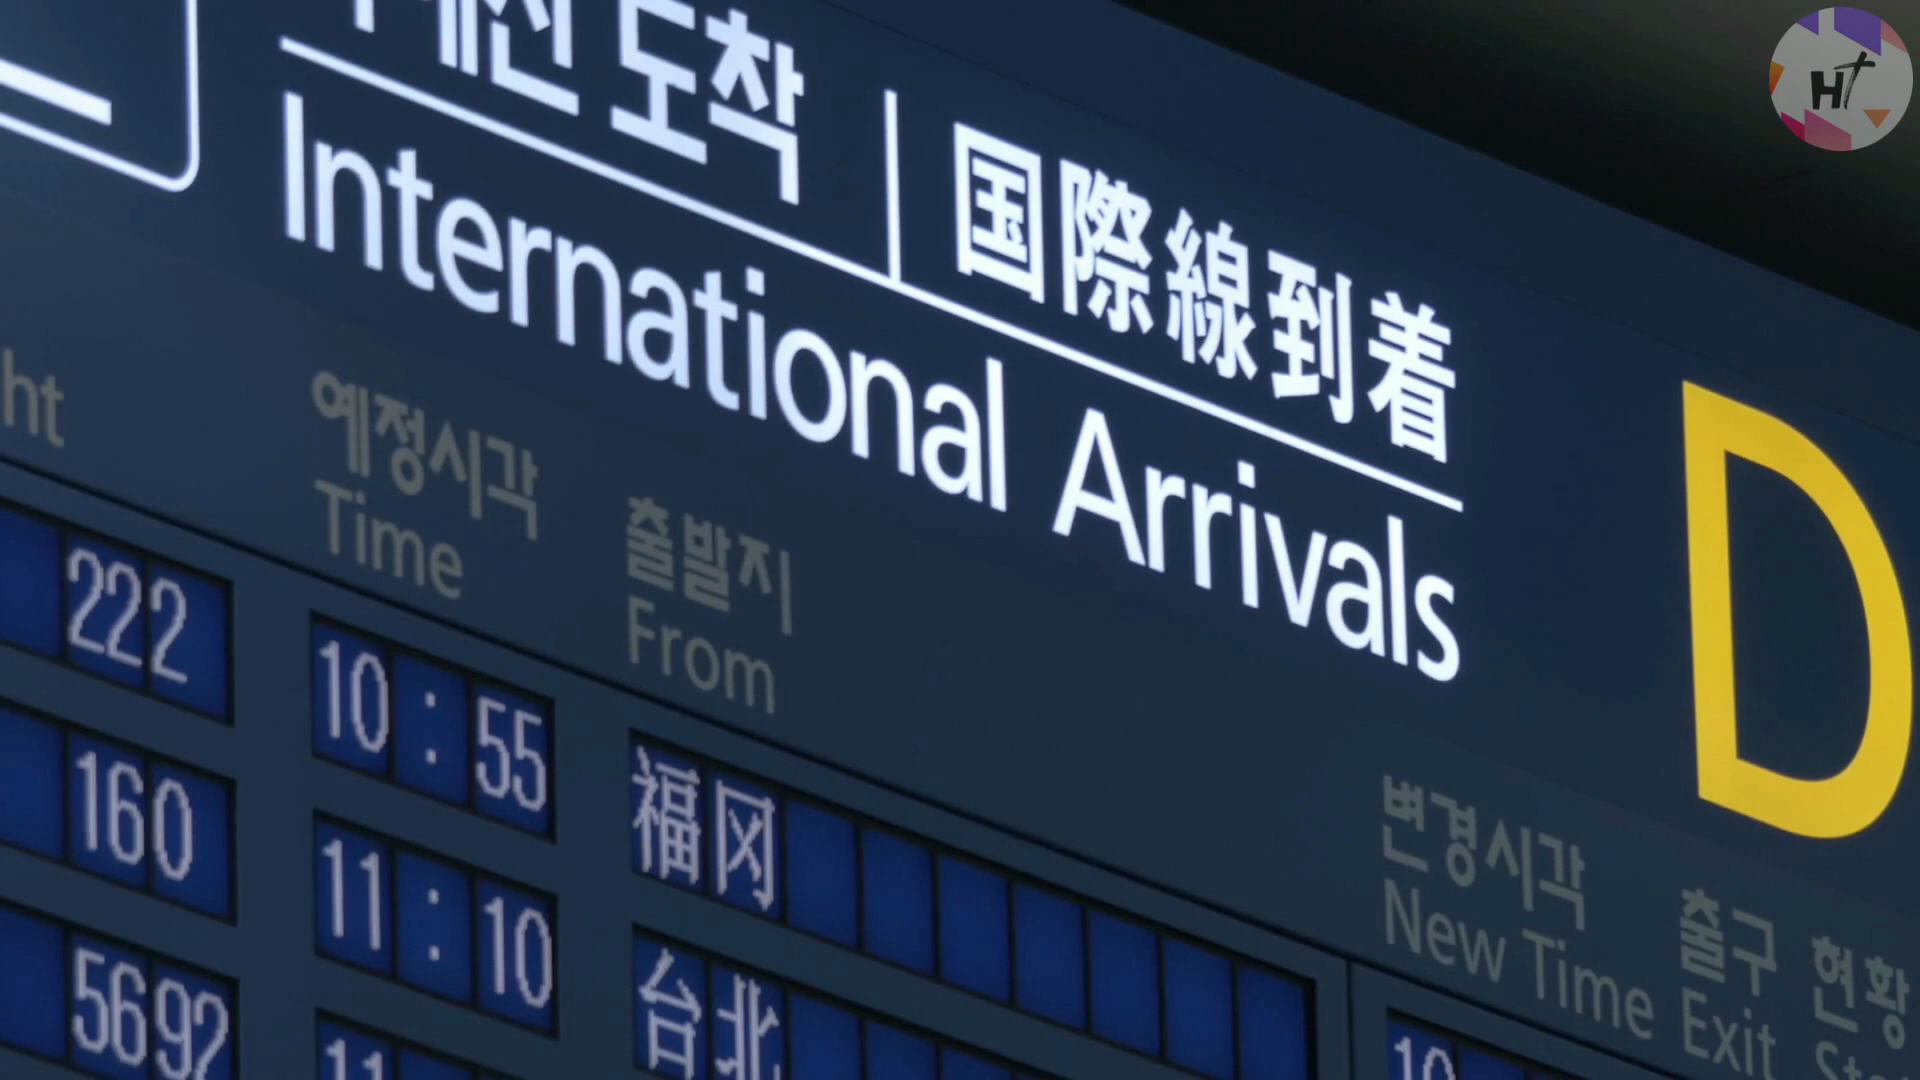 도착
国際線到着
International Arrivals
D
예정시각
Time
출발지
From
변경시각
New Time
출구
Exit
현황
222
10:55
福冈
160
11:10
台北
5692
11
10
HT